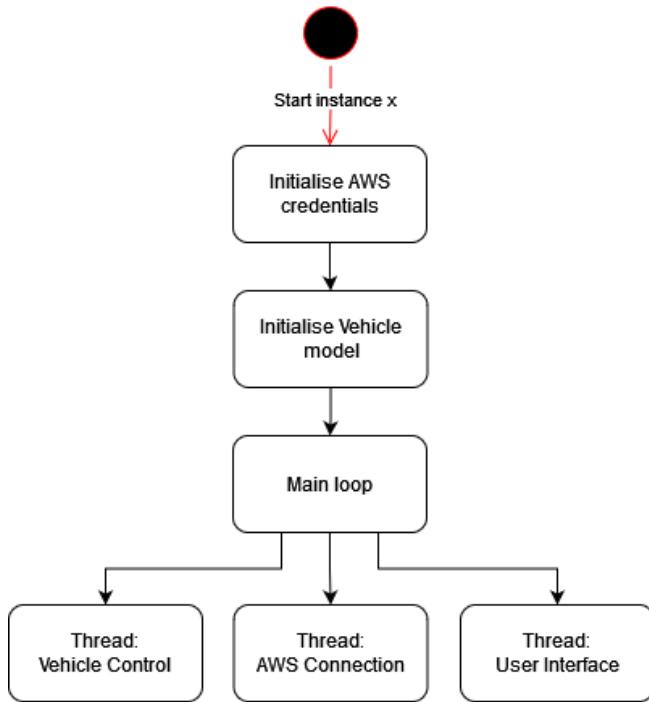 Start instance x
Initialise AWS
credentials
Initialise Vehicle
model
Main loop
Thread:
Vehicle Control
Thread:
AWS Connection
Thread:
User Interface